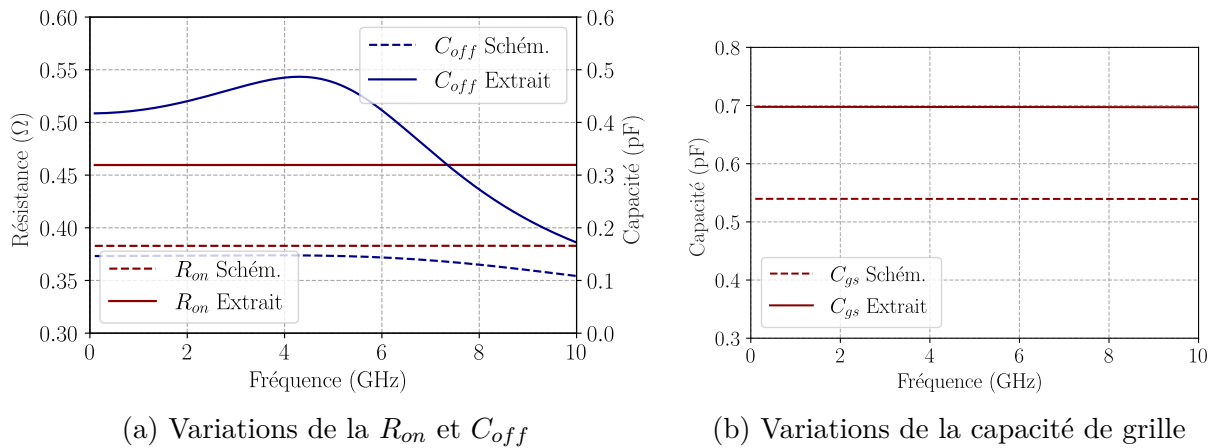 0.60
0.55
0.50
0.45
0.40
0.35
0.30
Résistance (Ω)
0.6
0.5
0.4
0.3
0.2
0.1
0.0
Capacité (pF)
C_off Schém.
C_off Extrait
R_on Schém.
R_on Extrait
0 2 4 6 8 10
Fréquence (GHz)
(a) Variations de la R_on et C_off
0.8
0.7
0.6
0.5
0.4
0.3
Capacité (pF)
C_gs Schém.
C_gs Extrait
2 4 6 8 10
Fréquence (GHz)
(b) Variations de la capacité de grille